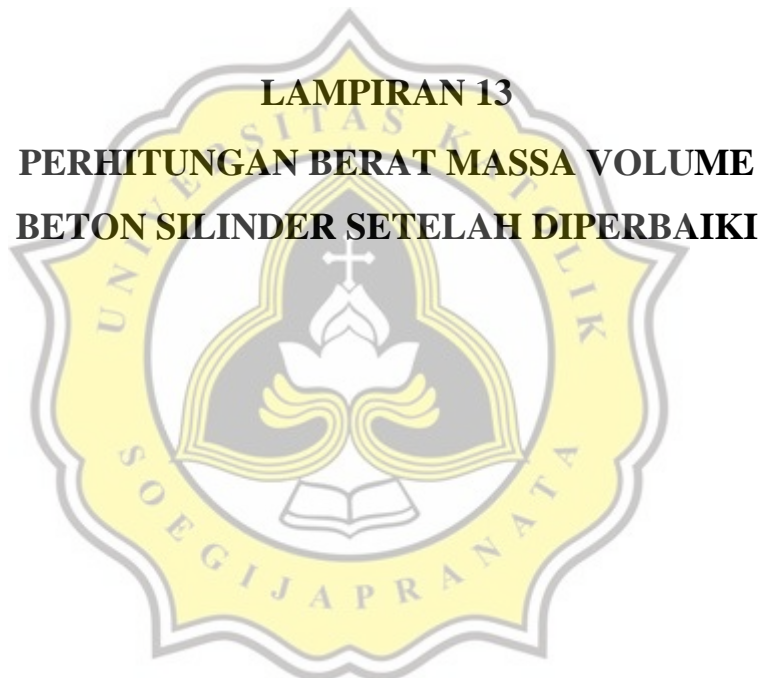 LAMPIRAN 13
PERHITUNGAN BERAT MASSA VOLUME
BETON SILINDER SETELAH DIPERBAIKI
UNIVERSITAS KATOLIK
SOEGIJAPRANATA